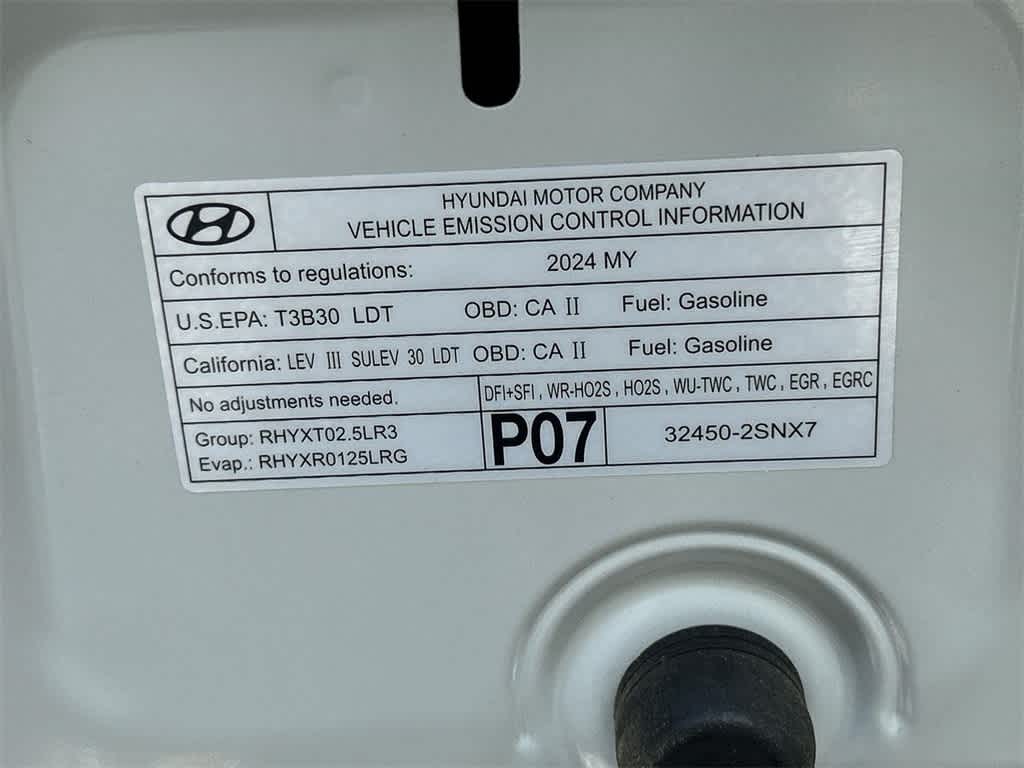 HYUNDAI MOTOR COMPANY
VEHICLE EMISSION CONTROL INFORMATION
Conforms to regulations: 2024 MY
U.S.EPA: T3B30 LDT OBD: CA II Fuel: Gasoline
California: LEV III SULEV 30 LDT OBD: CA II Fuel: Gasoline
No adjustments needed. DFI+SFI , WR-HO2S , HO2S , WU-TWC , TWC , EGR , EGRC
Group: RHYXT02.5LR3
Evap.: RHYXR0125LRG
P07
32450-2SNX7